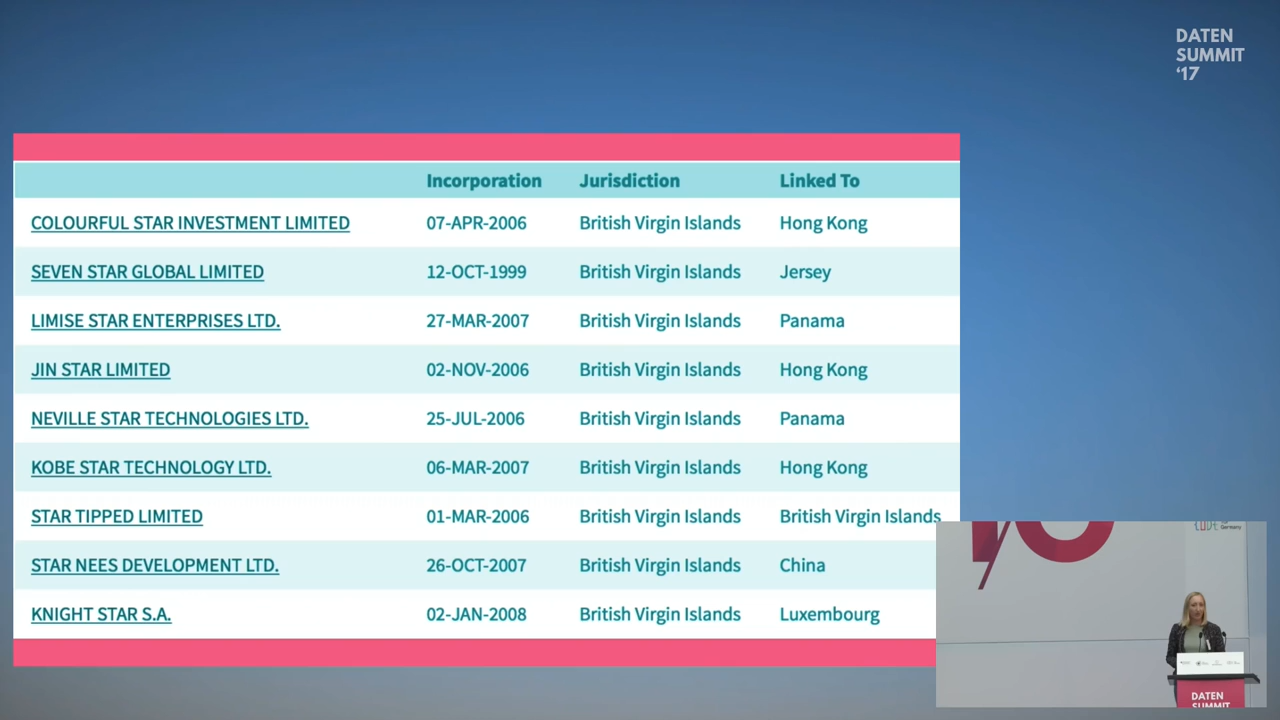 DATEN
SUMMIT
‘17
Incorporation Jurisdiction Linked To
COLOURFUL STAR INVESTMENT LIMITED 07-APR-2006 British Virgin Islands Hong Kong
SEVEN STAR GLOBAL LIMITED 12-OCT-1999 British Virgin Islands Jersey
LIMISE STAR ENTERPRISES LTD. 27-MAR-2007 British Virgin Islands Panama
JIN STAR LIMITED 02-NOV-2006 British Virgin Islands Hong Kong
NEVILLE STAR TECHNOLOGIES LTD. 25-JUL-2006 British Virgin Islands Panama
KOBE STAR TECHNOLOGY LTD. 06-MAR-2007 British Virgin Islands Hong Kong
STAR TIPPED LIMITED 01-MAR-2006 British Virgin Islands British Virgin Islands
STAR NEES DEVELOPMENT LTD. 26-OCT-2007 British Virgin Islands China
KNIGHT STAR S.A. 02-JAN-2008 British Virgin Islands Luxembourg
Germany
DATEN
SUMMIT